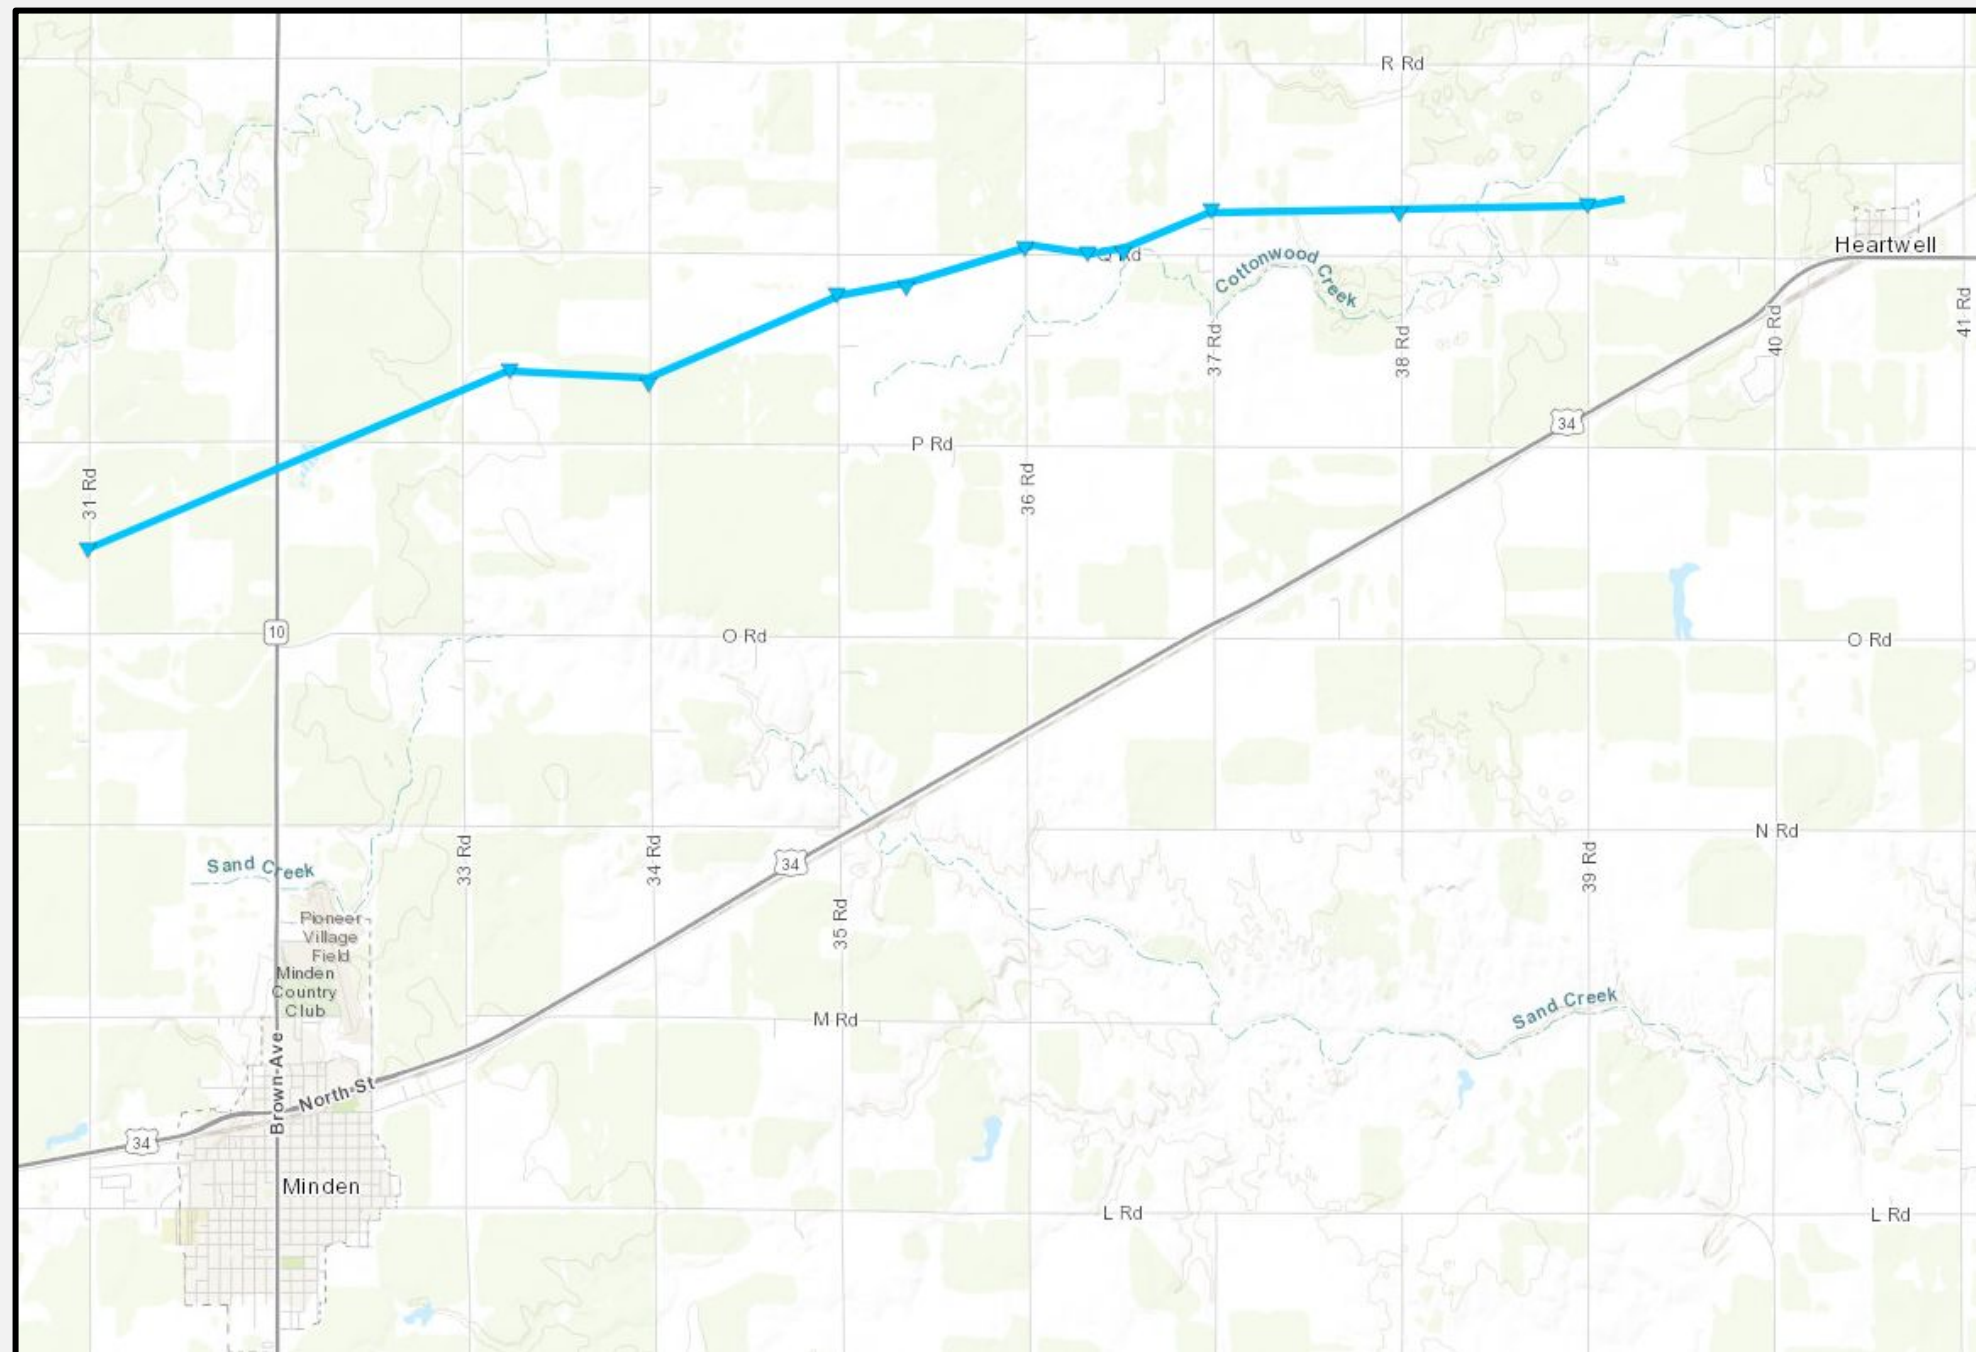 R Rd
Q Rd
Cottonwood Creek
Heartwell
37 Rd
38 Rd
40 Rd
41 Rd
34
P Rd
31 Rd
36 Rd
10
O Rd
O Rd
N Rd
Sand Creek
33 Rd
34 Rd
34
39 Rd
35 Rd
Pioneer
Village
Field
Minden
Country
Club
M Rd
Sand Creek
Brown Ave
North St
34
Minden
L Rd
L Rd